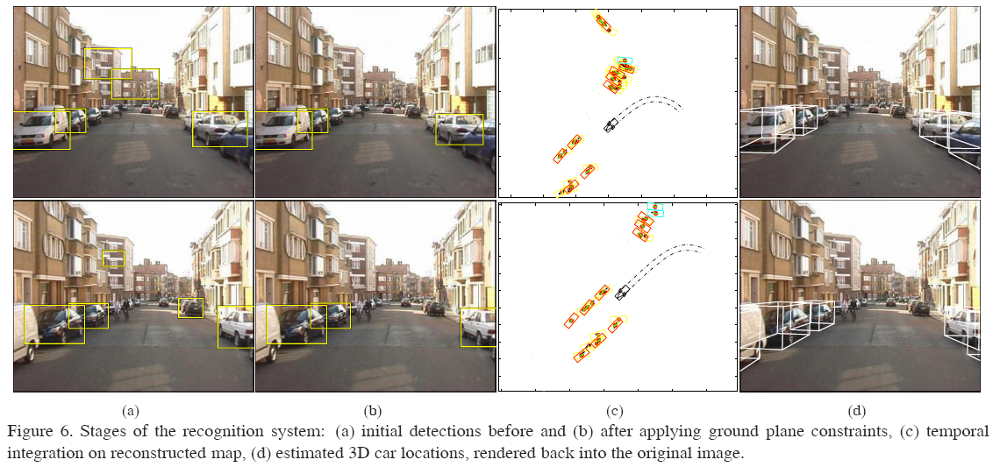 (a) (b) (c) (d)
Figure 6. Stages of the recognition system: (a) initial detections before and (b) after applying ground plane constraints, (c) temporal
integration on reconstructed map, (d) estimated 3D car locations, rendered back into the original image.